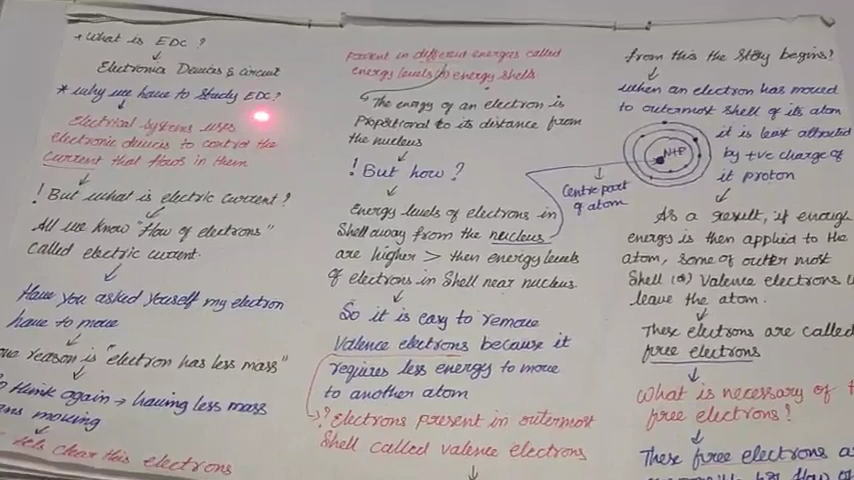 * What is EDC ?
Electronics Devices & circuit
* why we have to study EDC?
Electrical systems uses
electronic devices to control the
current that flows in them
! But what is electric current ?
All we know "flow of electrons"
called electric current.
Have you asked yourself my electron
have to move
reason is "electron has less mass"
think again → having less mass
moving
lets clear this electrons
Present in different energies called
energy levels (or) energy shells
The energy of an electron is
Proportional to its distance from
the nucleus
! But how ?
Energy levels of electrons in
Shell away from the nucleus
are higher > then energy levels
of electrons in Shell near nucleus.
So it is easy to remove
Valence electrons because it
requires less energy to move
to another atom
? Electrons present in outermost
Shell called valence electrons
from this the story begins!
when an electron has moved
to outermost shell of its atom
N+P
Centre part
of atom
it is least attracted
by +ve charge of
it proton
As a result, if enough
energy is then applied to the
atom, some of outer most
Shell (or) Valence electrons
leave the atom.
These electrons are called
free electrons
What is necessary of
free electrons!
These free electrons
flow of